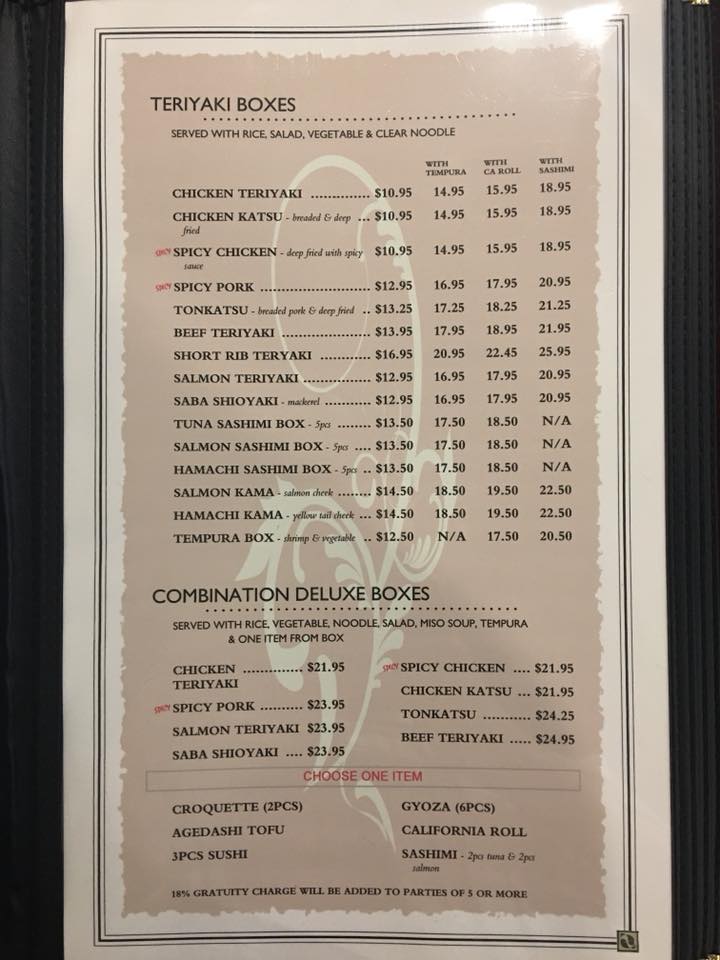 TERIYAKI BOXES
SERVED WITH RICE, SALAD, VEGETABLE & CLEAR NOODLE
WITH TEMPURA WITH CA ROLL WITH SASHIMI
CHICKEN TERIYAKI .............. $10.95 14.95 15.95 18.95
CHICKEN KATSU - breaded & deep ... $10.95 14.95 15.95 18.95
fried
SPICY SPICY CHICKEN - deep fried with spicy $10.95 14.95 15.95 18.95
sauce
SPICY SPICY PORK .......................... $12.95 16.95 17.95 20.95
TONKATSU - breaded pork & deep fried .. $13.25 17.25 18.25 21.25
BEEF TERIYAKI ..................... $13.95 17.95 18.95 21.95
SHORT RIB TERYAKI ............ $16.95 20.95 22.45 25.95
SALMON TERIYAKI ................ $12.95 16.95 17.95 20.95
SABA SHIOYAKI - mackerel ........... $12.95 16.95 17.95 20.95
TUNA SASHIMI BOX - 5pcs ........ $13.50 17.50 18.50 N/A
SALMON SASHIMI BOX - 5pcs .... $13.50 17.50 18.50 N/A
HAMACHI SASHIMI BOX - 5pcs .. $13.50 17.50 18.50 N/A
SALMON KAMA - salmon cheek ........ $14.50 18.50 19.50 22.50
HAMACHI KAMA - yellow tail cheek ... $14.50 18.50 19.50 22.50
TEMPURA BOX - shrimp & vegetable .. $12.50 N/A 17.50 20.50
COMBINATION DELUXE BOXES
SERVED WITH RICE, VEGETABLE, NOODLE, SALAD, MISO SOUP, TEMPURA
& ONE ITEM FROM BOX
CHICKEN .............. $21.95
TERIYAKI
SPICY SPICY PORK .......... $23.95
SALMON TERIYAKI $23.95
SABA SHIOYAKI .... $23.95
SPICY SPICY CHICKEN .... $21.95
CHICKEN KATSU ... $21.95
TONKATSU ........... $24.25
BEEF TERIYAKI ..... $24.95
CHOOSE ONE ITEM
CROQUETTE (2PCS)
AGEDASHI TOFU
3PCS SUSHI
GYOZA (6PCS)
CALIFORNIA ROLL
SASHIMI - 2pcs tuna & 2pcs
salmon
18% GRATUITY CHARGE WILL BE ADDED TO PARTIES OF 5 OR MORE